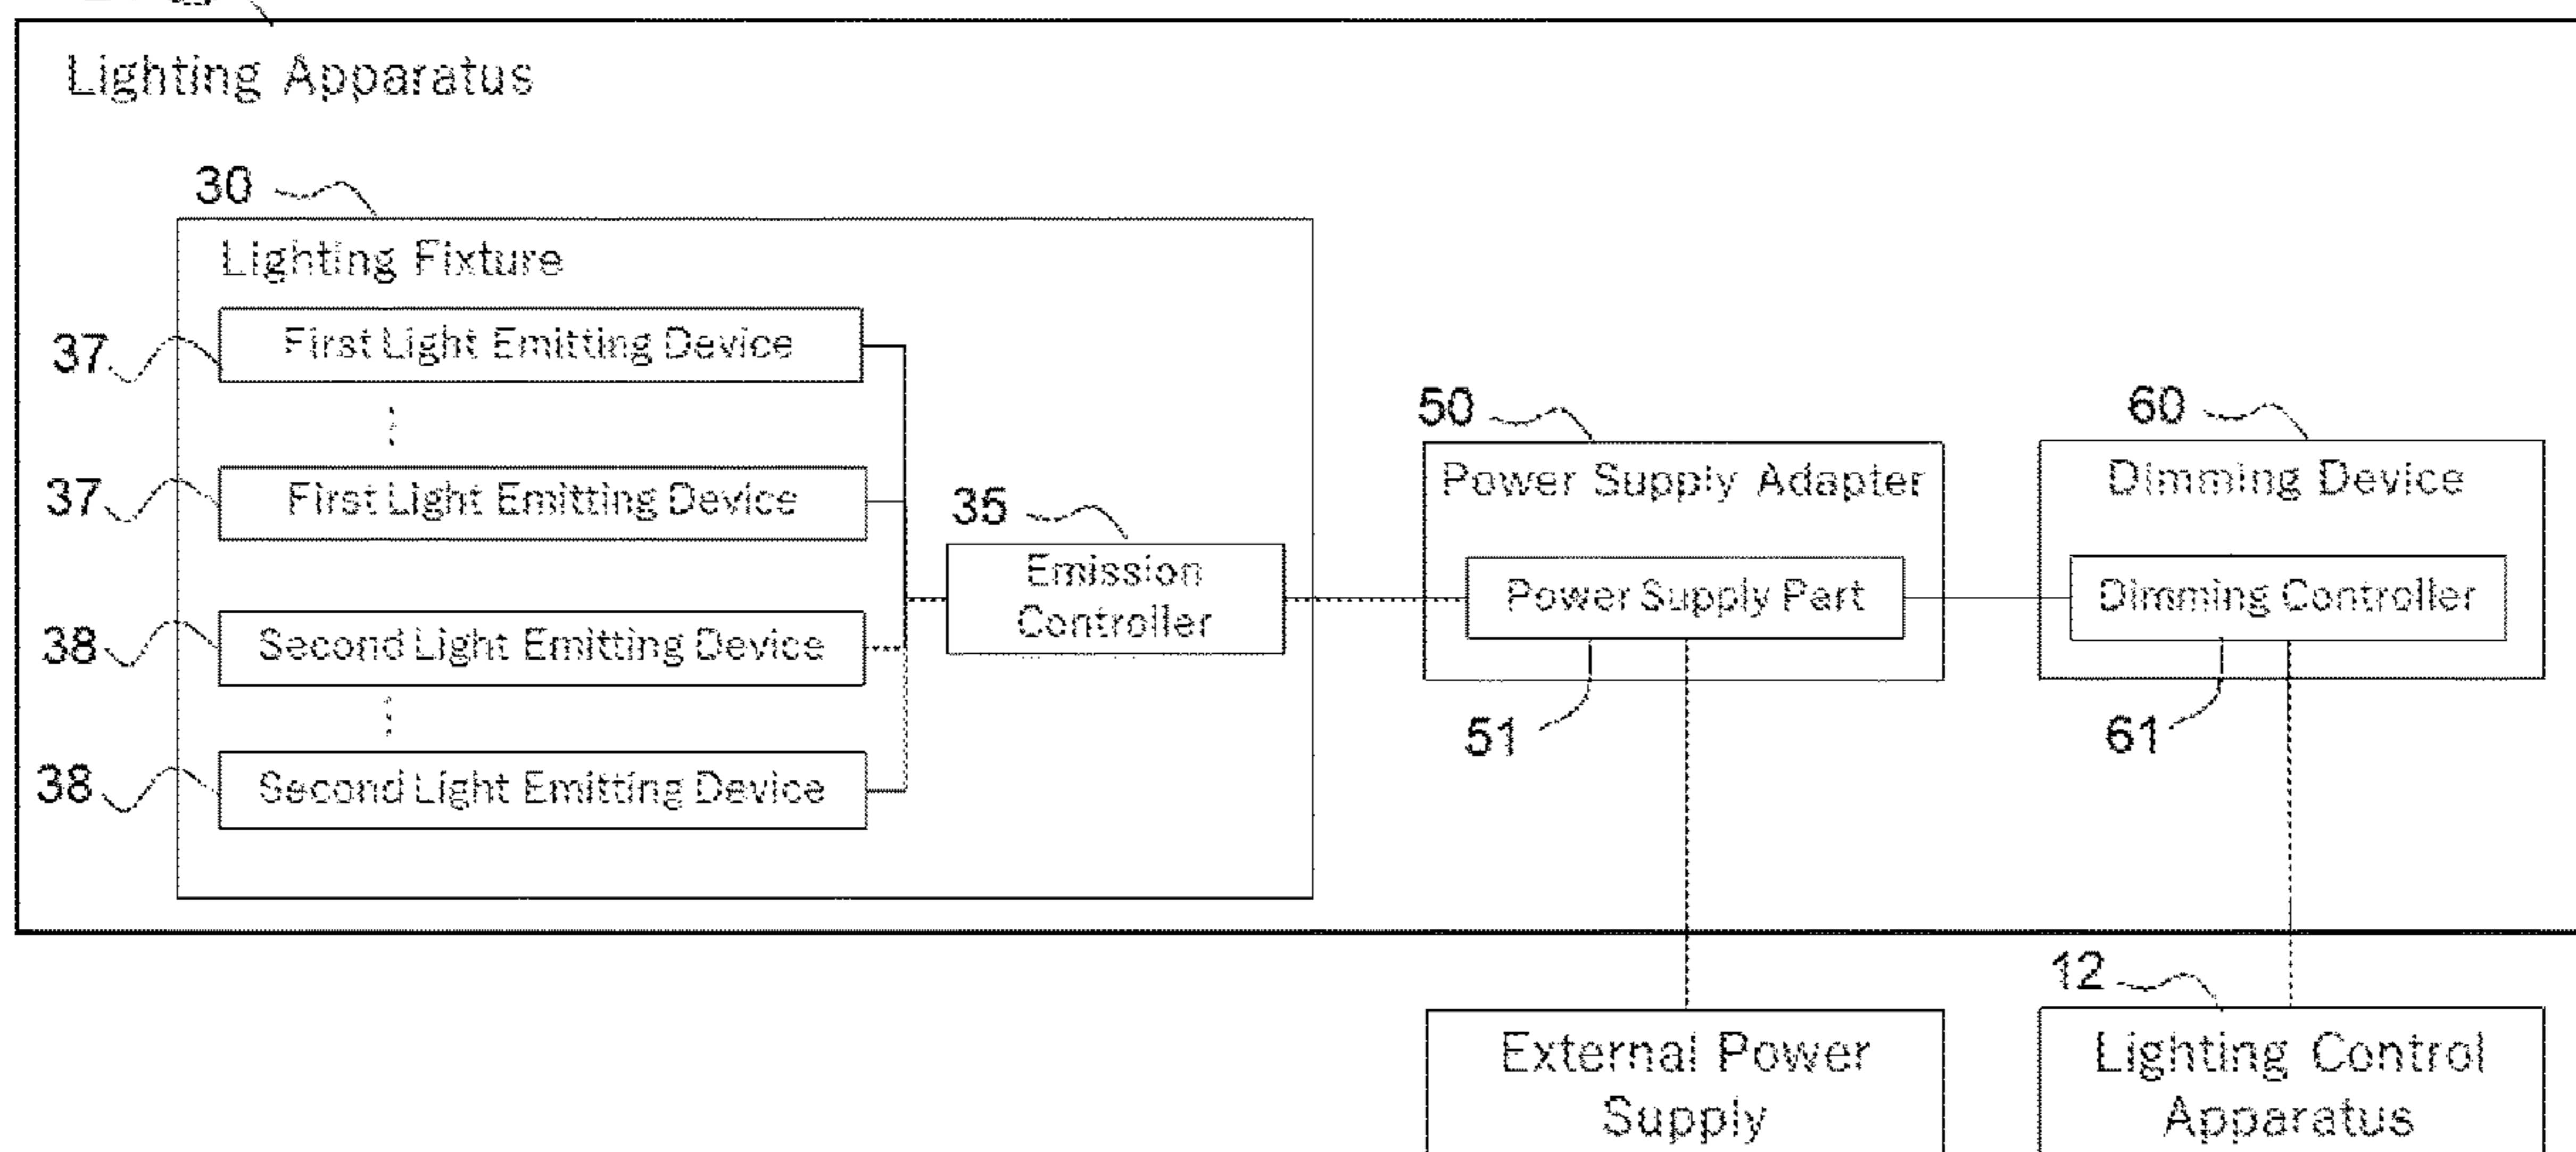 Lighting Apparatus
30
Lighting Fixture
37
First Light Emitting Device
37
First Light Emitting Device
38
Second Light Emitting Device
38
Second Light Emitting Device
35
Emission
Controller
50
Power Supply Adapter
Power Supply Part
51
60
Dimming Device
Dimming Controller
61
External Power
Supply
12
Lighting Control
Apparatus